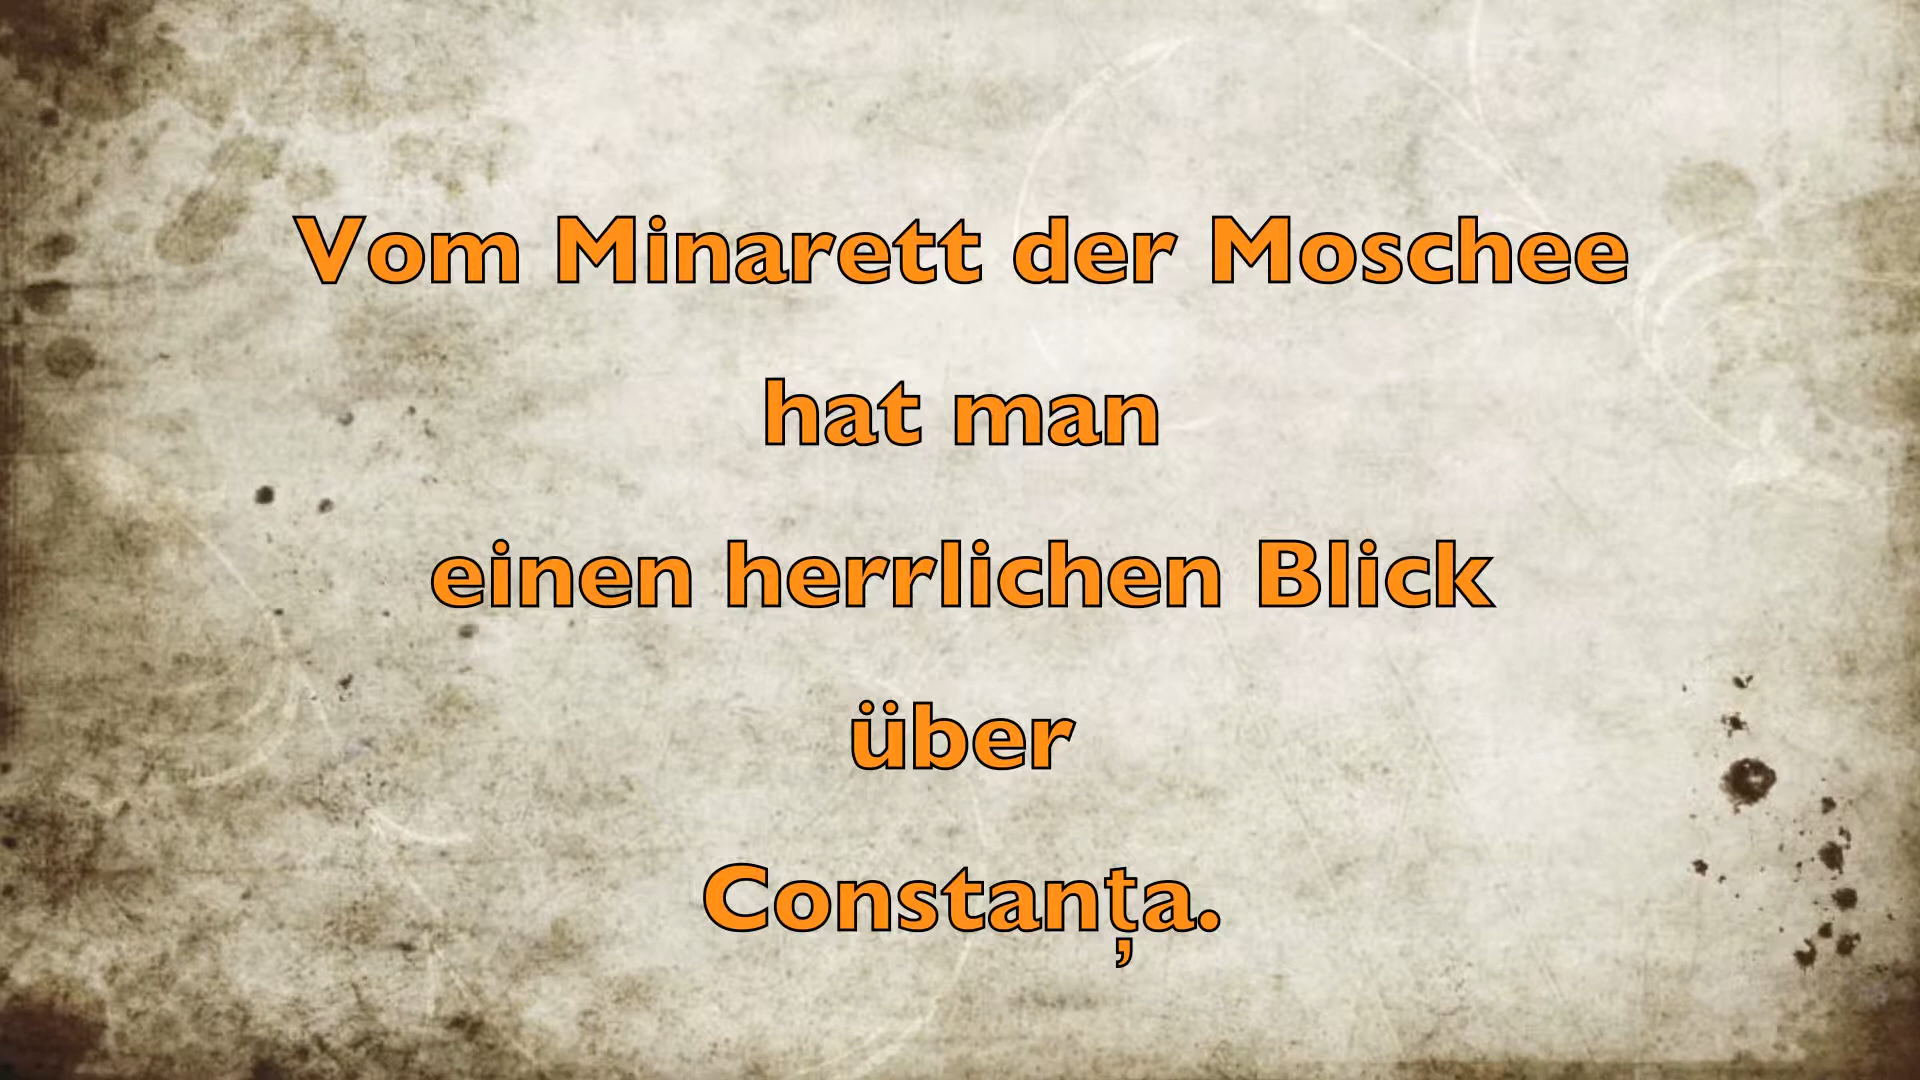 Vom Minarett der Moschee
hat man
einen herrlichen Blick
über
Constanța.